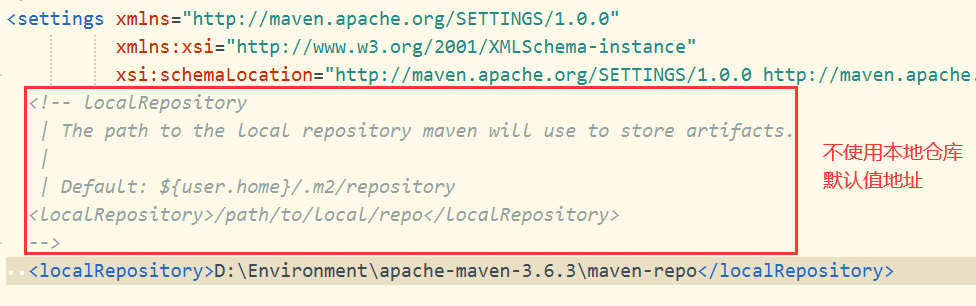 <settings xmlns="http://maven.apache.org/SETTINGS/1.0.0"
xmlns:xsi="http://www.w3.org/2001/XMLSchema-instance"
xsi:schemaLocation="http://maven.apache.org/SETTINGS/1.0.0 http://maven.apache.
<!-- localRepository
| The path to the local repository maven will use to store artifacts.
|
| Default: ${user.home}/.m2/repository
<localRepository>/path/to/local/repo</localRepository>
-->
不使用本地仓库
默认值地址
<localRepository>D:\Environment\apache-maven-3.6.3\maven-repo</localRepository>